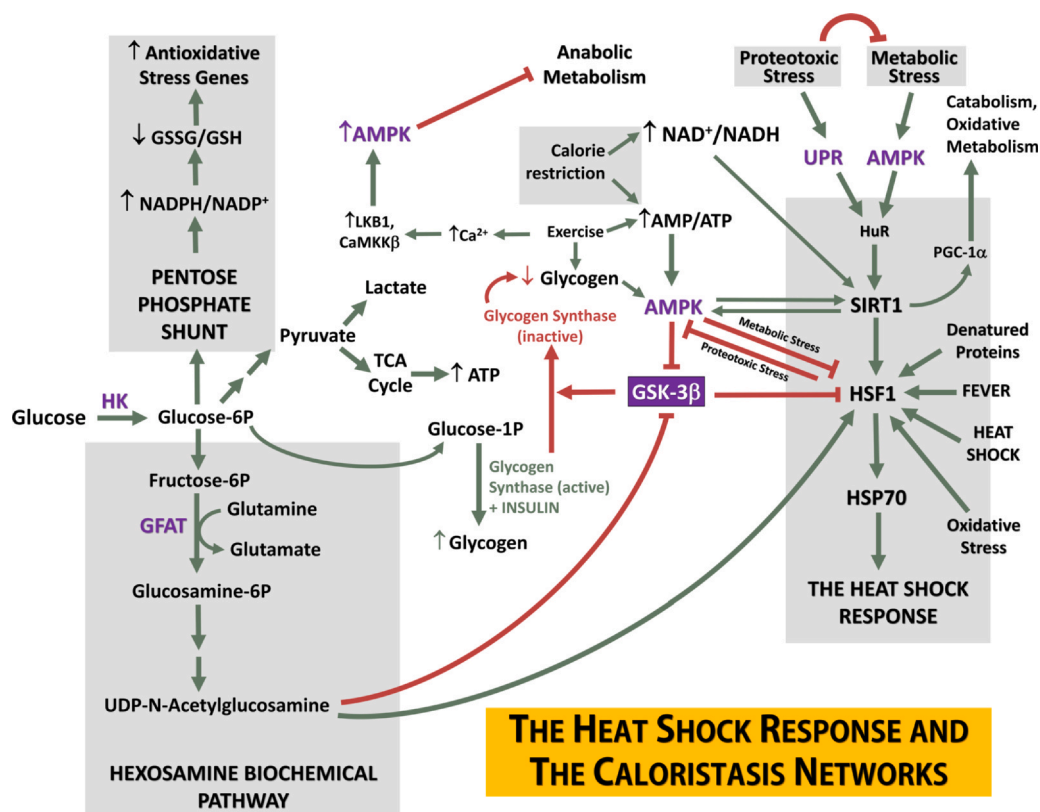 ↑ Antioxidative
Stress Genes
↓ GSSG/GSH
↑ NADPH/NADP⁺
PENTOSE
PHOSPHATE
SHUNT
Anabolic
Metabolism
↑AMPK
↑LKB1,
CaMKKβ
↑Ca²⁺
Exercise
Calorie
restriction
↑ NAD⁺/NADH
↑AMP/ATP
↓ Glycogen
AMPK
Glycogen Synthase
(inactive)
Proteotoxic
Stress
Metabolic
Stress
UPR
AMPK
HuR
Catabolism,
Oxidative
Metabolism
PGC-1α
SIRT1
Metabolic Stress
Proteotoxic Stress
Denatured
Proteins
HSF1
FEVER
HEAT
SHOCK
Oxidative
Stress
HSP70
THE HEAT SHOCK
RESPONSE
GSK-3β
Lactate
Pyruvate
TCA
Cycle
↑ ATP
Glucose
HK
Glucose-6P
Glucose-1P
Glycogen
Synthase (active)
+ INSULIN
↑Glycogen
Fructose-6P
GFAT
Glutamine
Glutamate
Glucosamine-6P
UDP-N-Acetylglucosamine
HEXOSAMINE BIOCHEMICAL
PATHWAY
THE HEAT SHOCK RESPONSE AND
THE CALORISTASIS NETWORKS